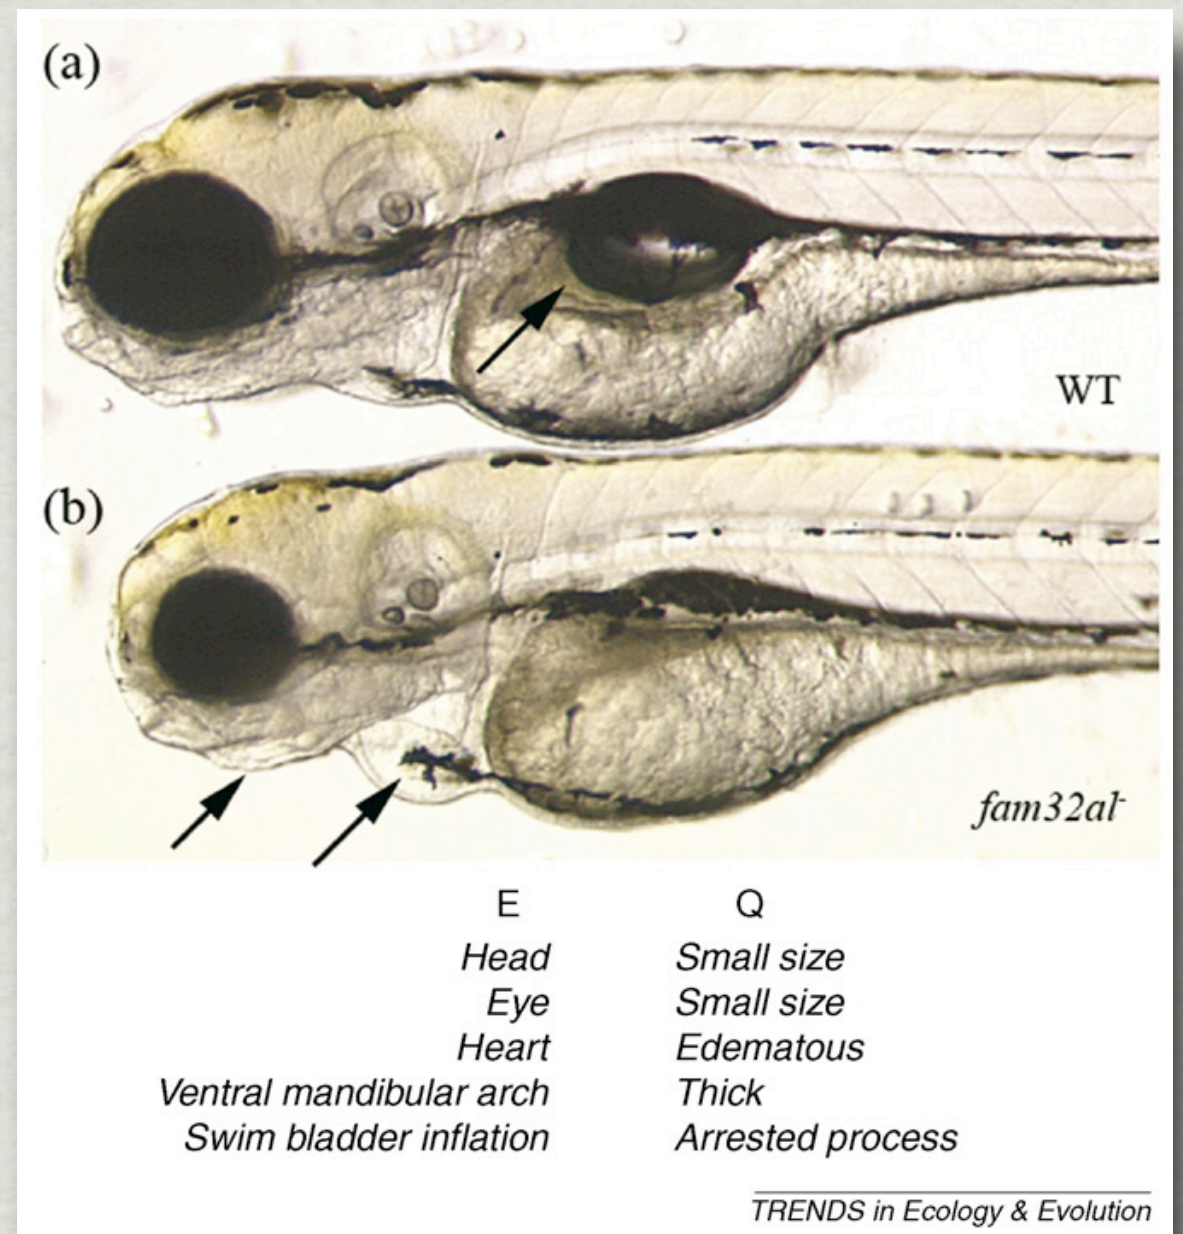 (a)
WT
(b)
fam32al-
E Q
Head Small size
Eye Small size
Heart Edematous
Ventral mandibular arch Thick
Swim bladder inflation Arrested process
TRENDS in Ecology & Evolution